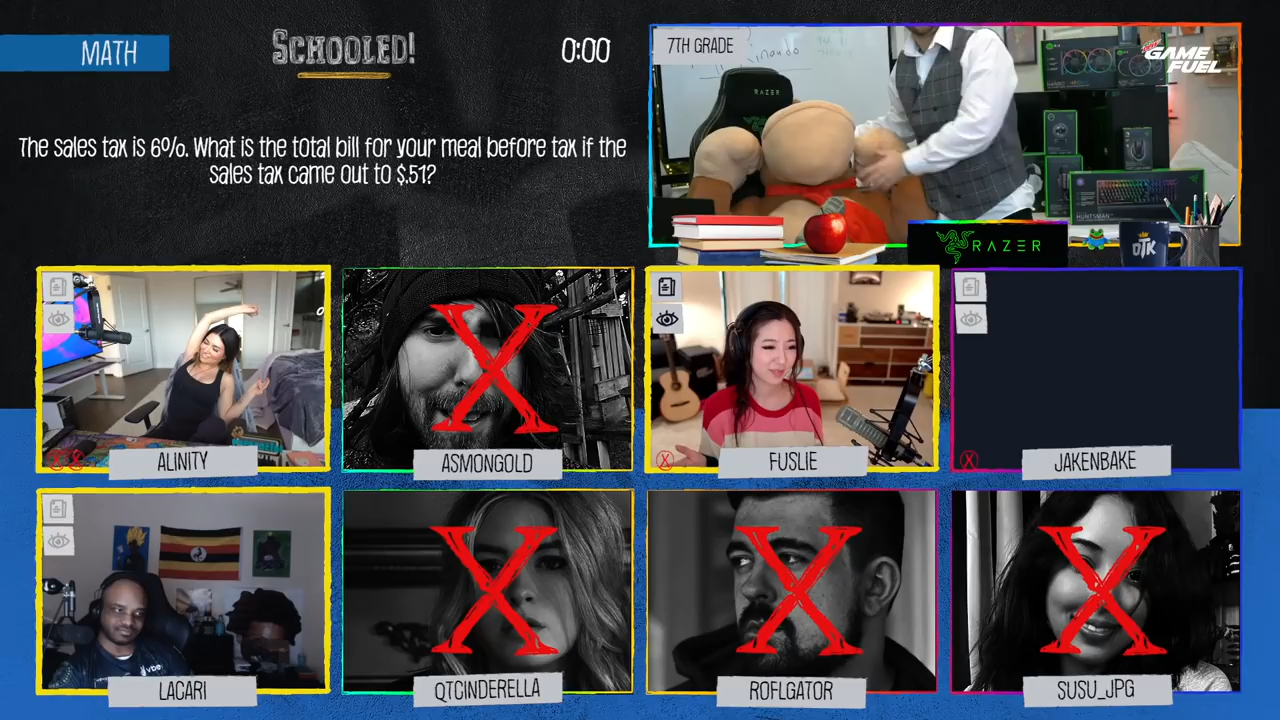 MATH
SCHOOLED!
0:00
The sales tax is 6%. What is the total bill for your meal before tax if the
sales tax came out to $.51?
7TH GRADE
GAME
FUEL
RAZER
HUNTSMAN
RAZER
OTK
ALINITY
ASMONGOLD
FUSLIE
JAKENBAKE
LACARI
QTCINDERELLA
ROFLGATOR
SUSU_JPG